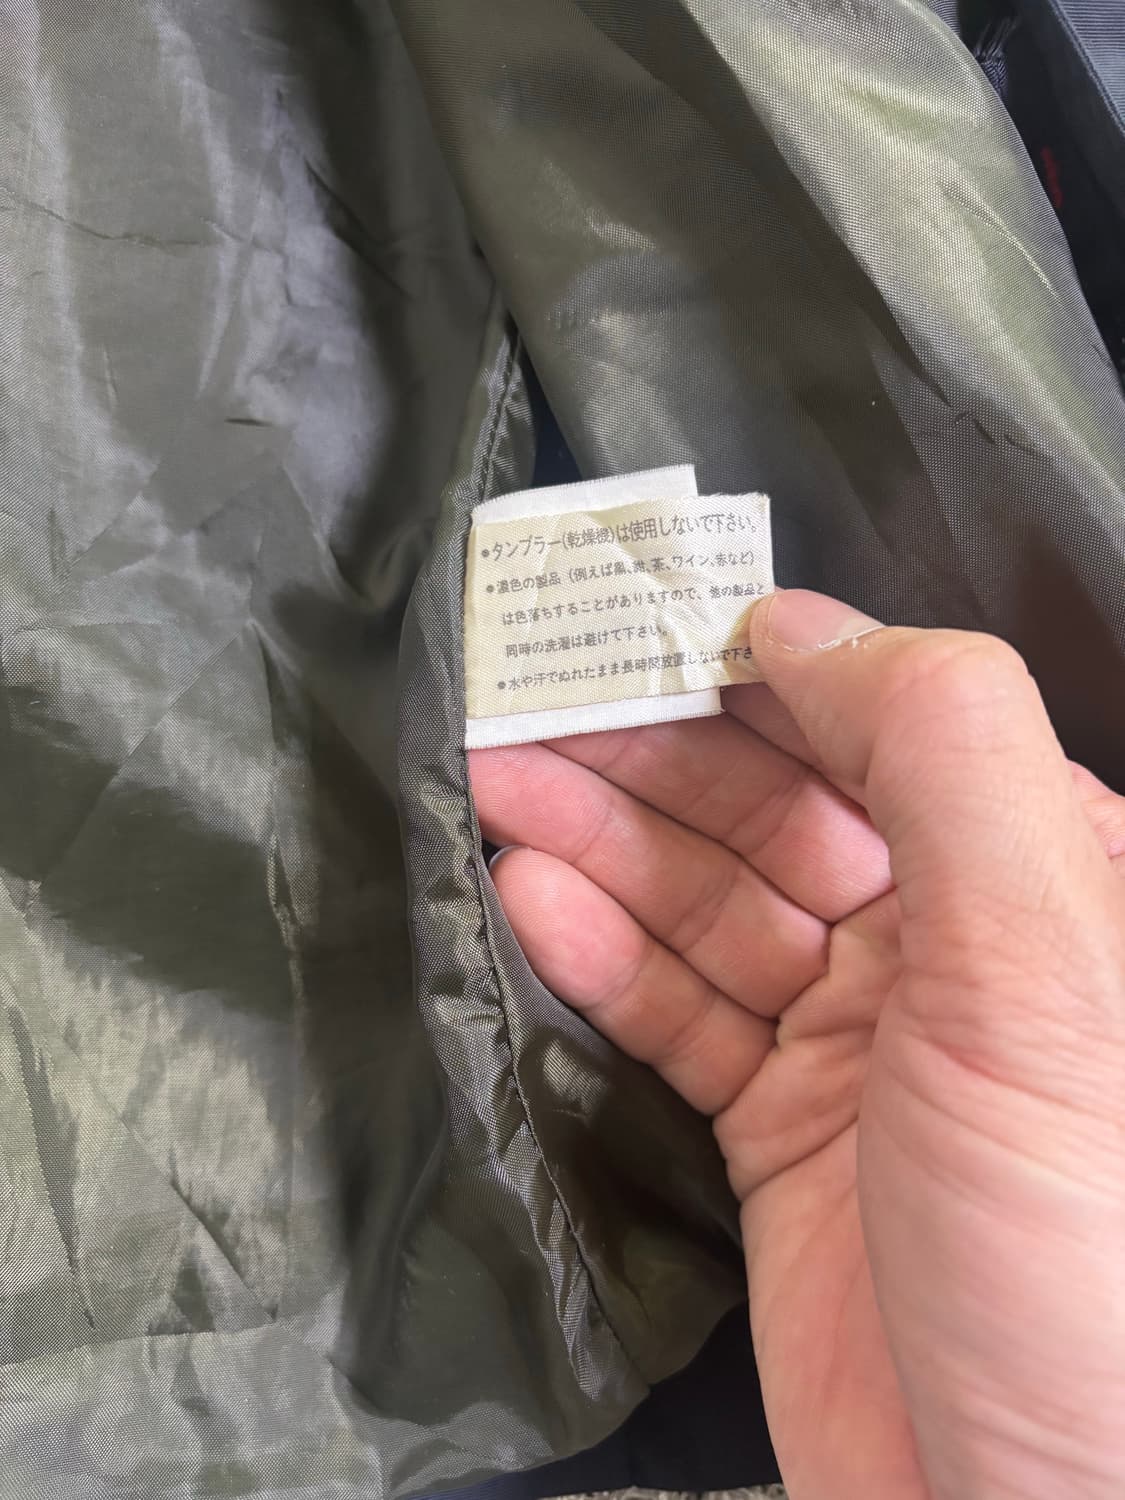 ●タンブラー(乾燥機)は使用しないで下さい。
●濃色の製品（例えば黒、紺、茶、ワイン、赤など）
は色落ちすることがありますので、他の製品と
同時の洗濯は避けて下さい。
●水や汗でぬれたまま長時間放置しないで下さ